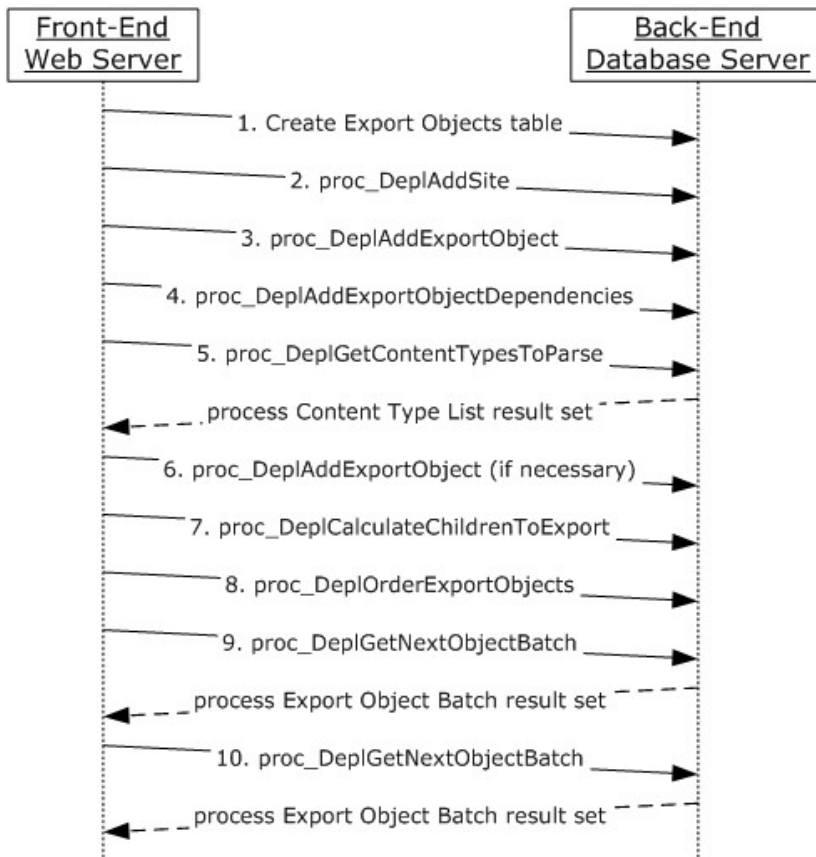 Front-End
Web Server
Back-End
Database Server
1. Create Export Objects table
2. proc_DeplAddSite
3. proc_DeplAddExportObject
4. proc_DeplAddExportObjectDependencies
5. proc_DeplGetContentTypesToParse
process Content Type List result set
6. proc_DeplAddExportObject (if necessary)
7. proc_DeplCalculateChildrenToExport
8. proc_DeplOrderExportObjects
9. proc_DeplGetNextObjectBatch
process Export Object Batch result set
10. proc_DeplGetNextObjectBatch
process Export Object Batch result set